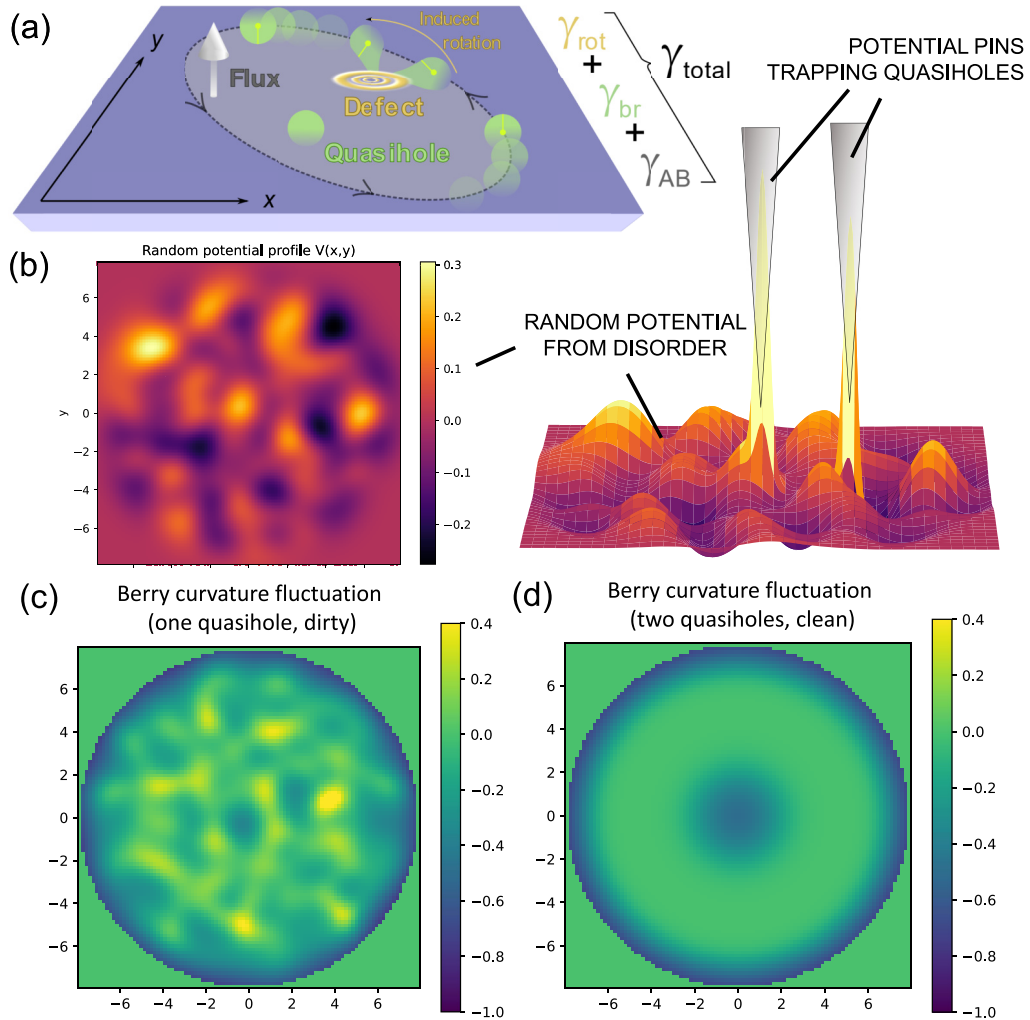 (a)
y
x
Flux
Induced
rotation
Defect
Quasihole
γrot
+
γbr
+
γAB
γtotal
POTENTIAL PINS
TRAPPING QUASIHOLES
(b)
Random potential profile V(x,y)
y
6
4
2
0
−2
−4
−6
0.3
0.2
0.1
0.0
−0.1
−0.2
RANDOM POTENTIAL
FROM DISORDER
(c)
Berry curvature fluctuation
(one quasihole, dirty)
6
4
2
0
−2
−4
−6
−6 −4 −2 0 2 4 6
0.4
0.2
0.0
−0.2
−0.4
−0.6
−0.8
−1.0
(d)
Berry curvature fluctuation
(two quasiholes, clean)
6
4
2
0
−2
−4
−6
−6 −4 −2 0 2 4 6
0.4
0.2
0.0
−0.2
−0.4
−0.6
−0.8
−1.0